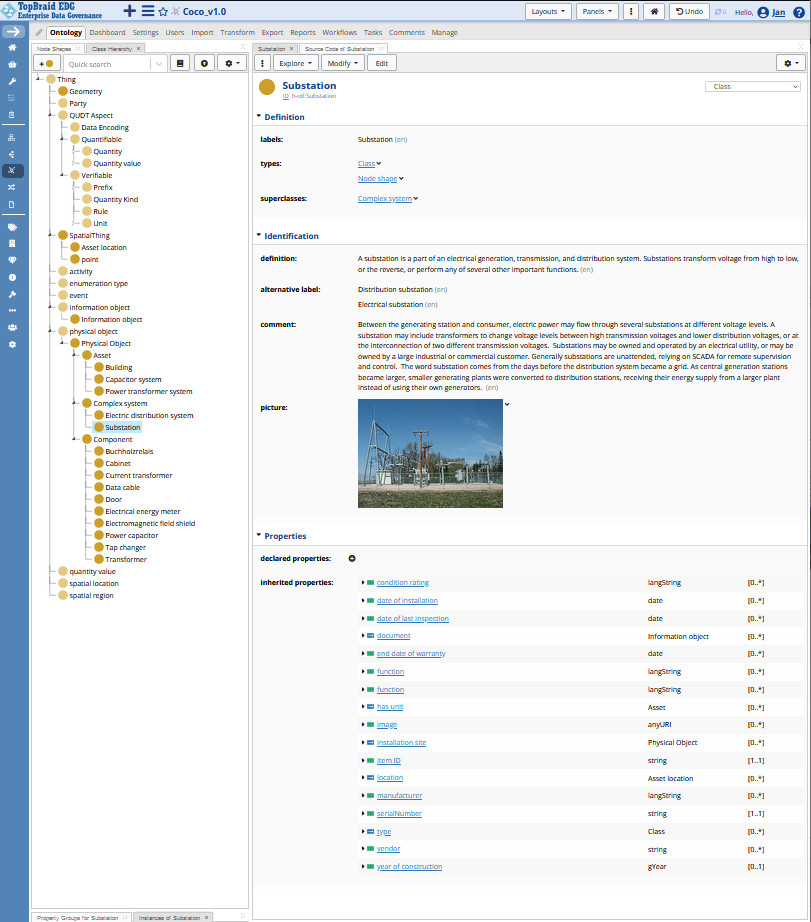 TopBraid EDG
Enterprise Data Governance
Coco_v1.0
Layouts
Panels
Undo
0
Hello, Jan
Ontology Dashboard Settings Users Import Transform Export Reports Workflows Tasks Comments Manage
Node Shapes
Class Hierarchy
Quick search
Thing
Geometry
Party
QUDT Aspect
Data Encoding
Quantifiable
Quantity
Quantity value
Verifiable
Prefix
Quantity Kind
Rule
Unit
SpatialThing
Asset location
point
activity
enumeration type
event
information object
Information object
physical object
Physical Object
Asset
Building
Capacitor system
Power transformer system
Complex system
Electric distribution system
Substation
Component
Buchholzrelais
Cabinet
Current transformer
Data cable
Door
Electrical energy meter
Electromagnetic field shield
Power capacitor
Tap changer
Transformer
quantity value
spatial location
spatial region
Property Groups for Substation
Instances of Substation
Substation
Source Code of Substation
Explore
Modify
Edit
Substation
Class
Definition
labels: Substation (en)
types: Class
Node shape
superclasses: Complex system
Identification
definition: A substation is a part of an electrical generation, transmission, and distribution system. Substations transform voltage from high to low,
or the reverse, or perform any of several other important functions. (en)
alternative label: Distribution substation (en)
Electrical substation (en)
comment: Between the generating station and consumer, electric power may flow through several substations at different voltage levels. A
substation may include transformers to change voltage levels between high transmission voltages and lower distribution voltages, or at
the interconnection of two different transmission voltages. Substations may be owned and operated by an electrical utility, or may be
owned by a large industrial or commercial customer. Generally substations are unattended, relying on SCADA for remote supervision
and control. The word substation comes from the days before the distribution system became a grid. As central generation stations
became larger, smaller generating plants were converted to distribution stations, receiving their energy supply from a larger plant
instead of using their own generators. (en)
picture:
Properties
declared properties:
inherited properties:
condition rating langString [0..*]
date of installation date [0..*]
date of last inspection date [0..*]
document Information object [0..*]
end date of warranty date [0..*]
function langString [0..*]
function langString [0..*]
has unit Asset [0..*]
image anyURI [0..*]
installation site Physical Object [0..*]
item ID string [1..1]
location Asset location [0..*]
manufacturer langString [0..*]
serialNumber string [1..1]
type Class [0..*]
vendor string [0..*]
year of construction gYear [0..1]